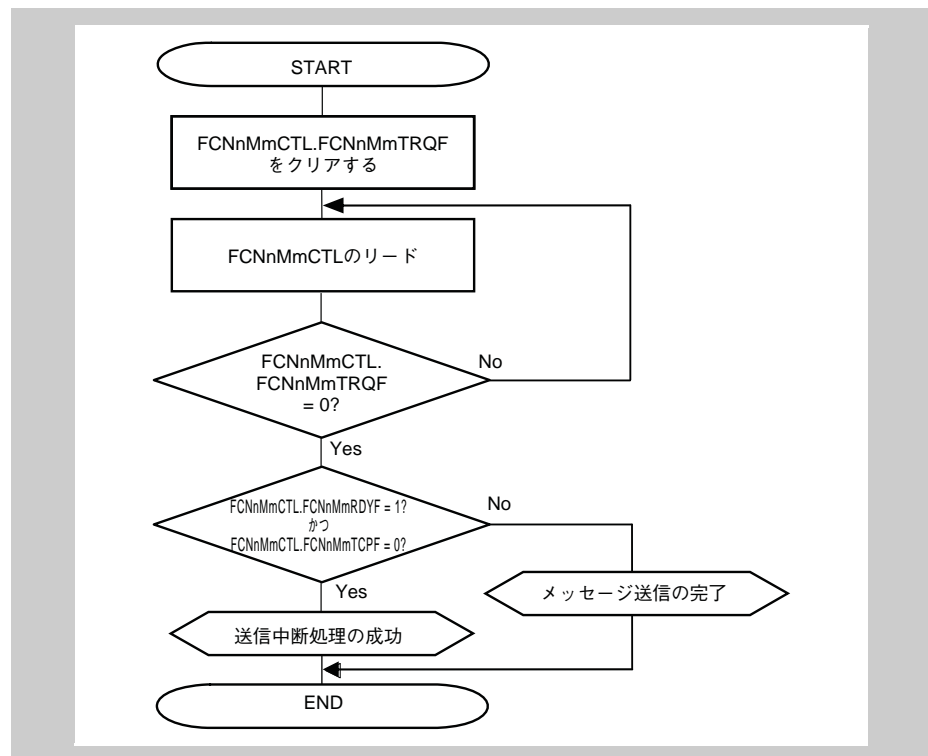 START
FCNnMmCTL.FCNnMmTRQF
をクリアする
FCNnMmCTLのリード
FCNnMmCTL.
FCNnMmTRQF
= 0?
No
Yes
FCNnMmCTL.FCNnMmRDYF = 1?
かつ
FCNnMmCTL.FCNnMmTCPF = 0?
No
Yes
メッセージ送信の完了
送信中断処理の成功
END